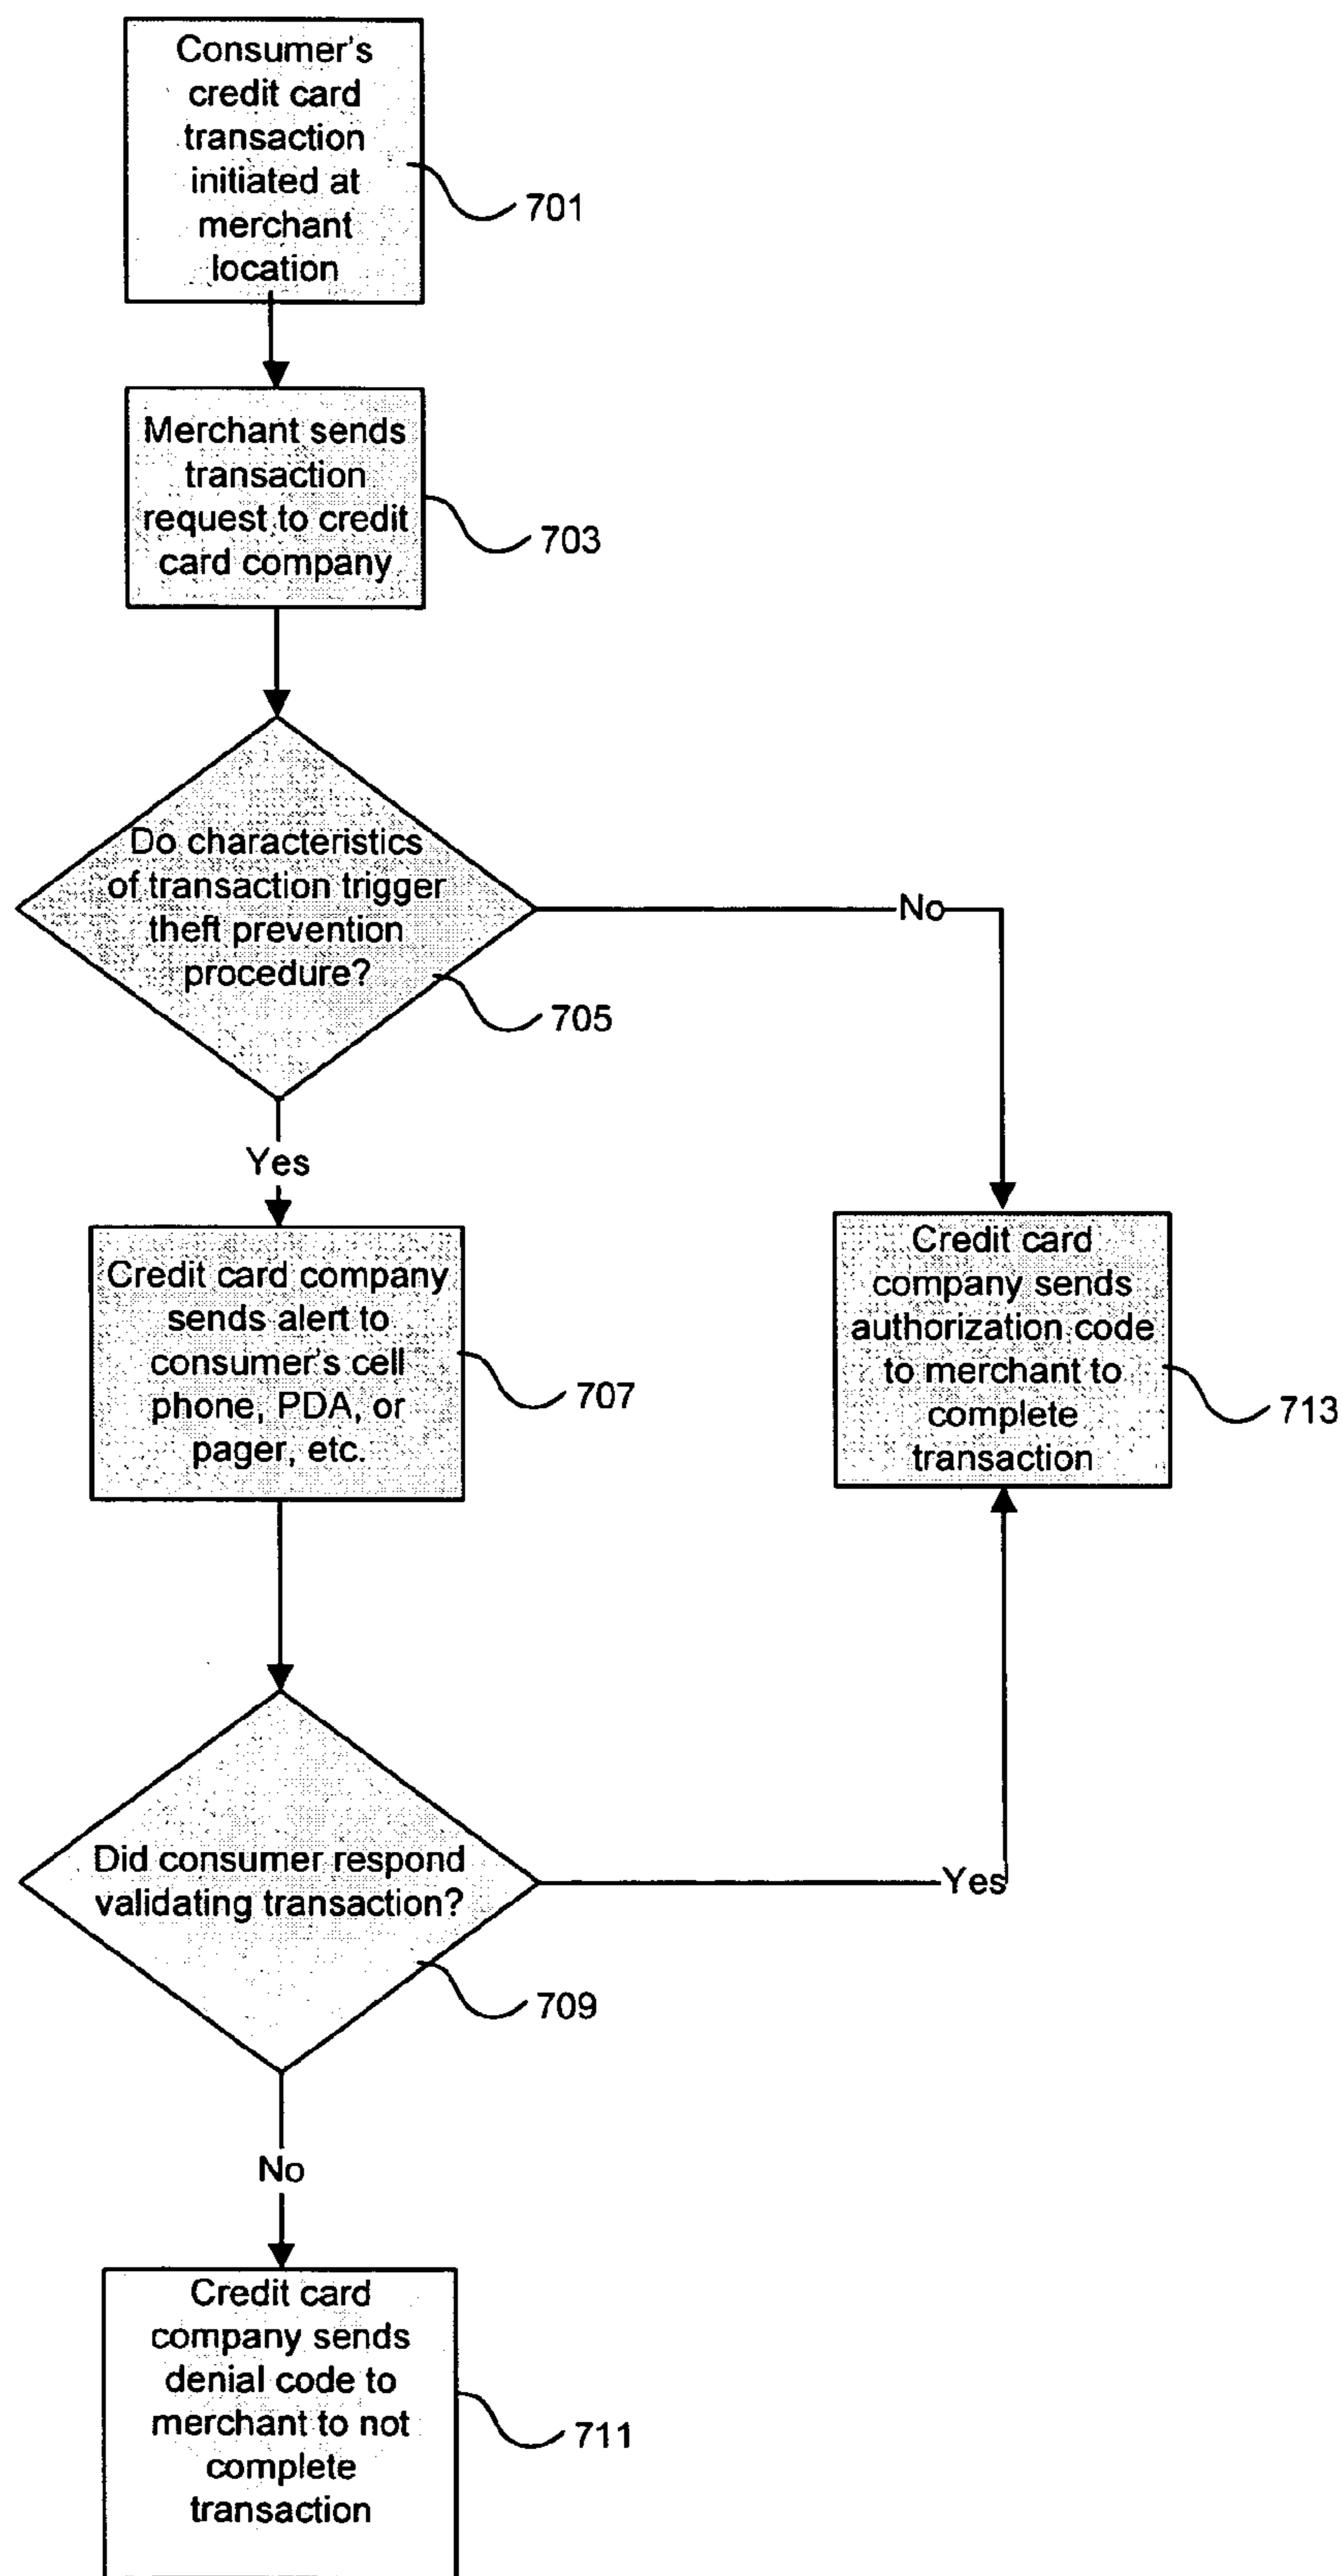 Consumer's
credit card
transaction
initiated at
merchant
location
701
Merchant sends
transaction
request to credit
card company
703
Do characteristics
of transaction trigger
theft prevention
procedure?
705
No
Yes
Credit card company
sends alert to
consumer's cell
phone, PDA, or
pager, etc.
707
Credit card
company sends
authorization code
to merchant to
complete
transaction
713
Did consumer respond
validating transaction?
709
Yes
No
Credit card
company sends
denial code to
merchant to not
complete
transaction
711